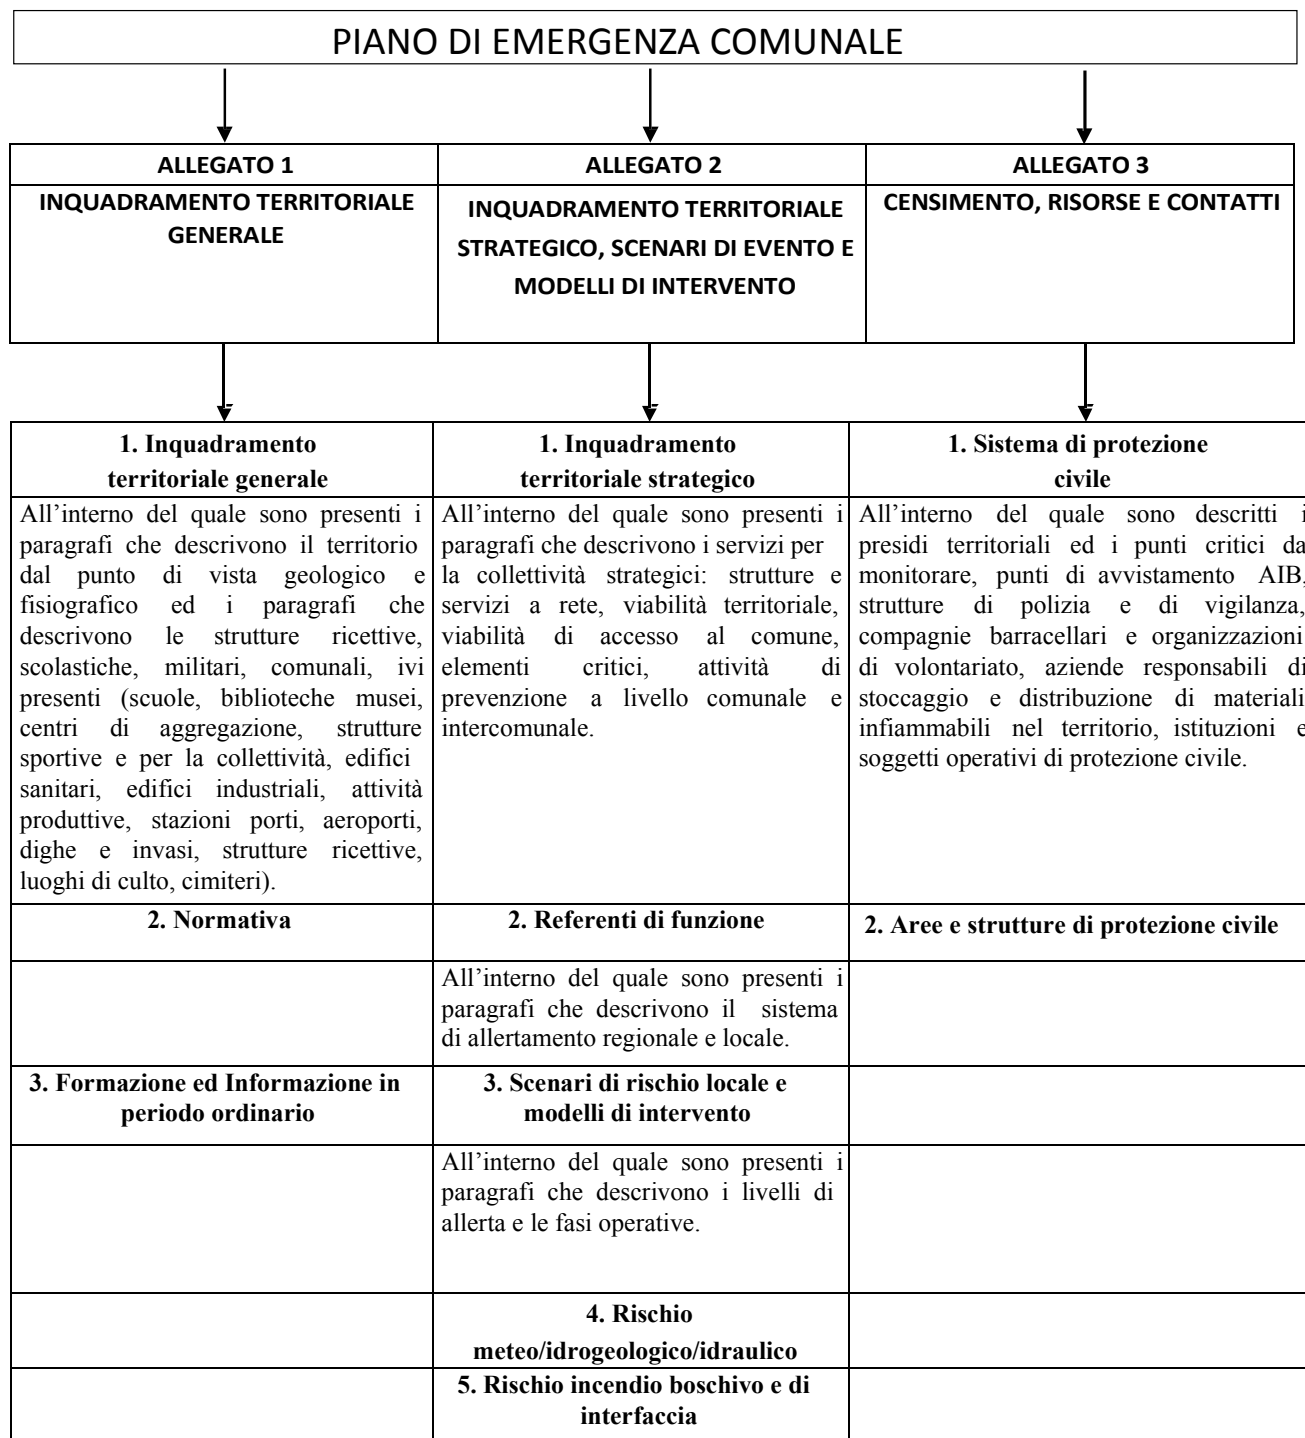 PIANO DI EMERGENZA COMUNALE
ALLEGATO 1
ALLEGATO 2
ALLEGATO 3
INQUADRAMENTO TERRITORIALE
GENERALE
INQUADRAMENTO TERRITORIALE
STRATEGICO, SCENARI DI EVENTO E
MODELLI DI INTERVENTO
CENSIMENTO, RISORSE E CONTATTI
1. Inquadramento
territoriale generale
1. Inquadramento
territoriale strategico
1. Sistema di protezione
civile
All’interno del quale sono presenti i
paragrafi che descrivono il territorio
dal punto di vista geologico e
fisiografico ed i paragrafi che
descrivono le strutture ricettive,
scolastiche, militari, comunali, ivi
presenti (scuole, biblioteche musei,
centri di aggregazione, strutture
sportive e per la collettività, edifici
sanitari, edifici industriali, attività
produttive, stazioni porti, aeroporti,
dighe e invasi, strutture ricettive,
luoghi di culto, cimiteri).
All’interno del quale sono presenti i
paragrafi che descrivono i servizi per
la collettività strategici: strutture e
servizi a rete, viabilità territoriale,
viabilità di accesso al comune,
elementi critici, attività di
prevenzione a livello comunale e
intercomunale.
All’interno del quale sono descritti i
presidi territoriali ed i punti critici da
monitorare, punti di avvistamento AIB,
strutture di polizia e di vigilanza,
compagnie barracellari e organizzazioni
di volontariato, aziende responsabili di
stoccaggio e distribuzione di materiali
infiammabili nel territorio, istituzioni e
soggetti operativi di protezione civile.
2. Normativa
2. Referenti di funzione
2. Aree e strutture di protezione civile
All’interno del quale sono presenti i
paragrafi che descrivono il sistema
di allertamento regionale e locale.
3. Formazione ed Informazione in
periodo ordinario
3. Scenari di rischio locale e
modelli di intervento
All’interno del quale sono presenti i
paragrafi che descrivono i livelli di
allerta e le fasi operative.
4. Rischio
meteo/idrogeologico/idraulico
5. Rischio incendio boschivo e di
interfaccia